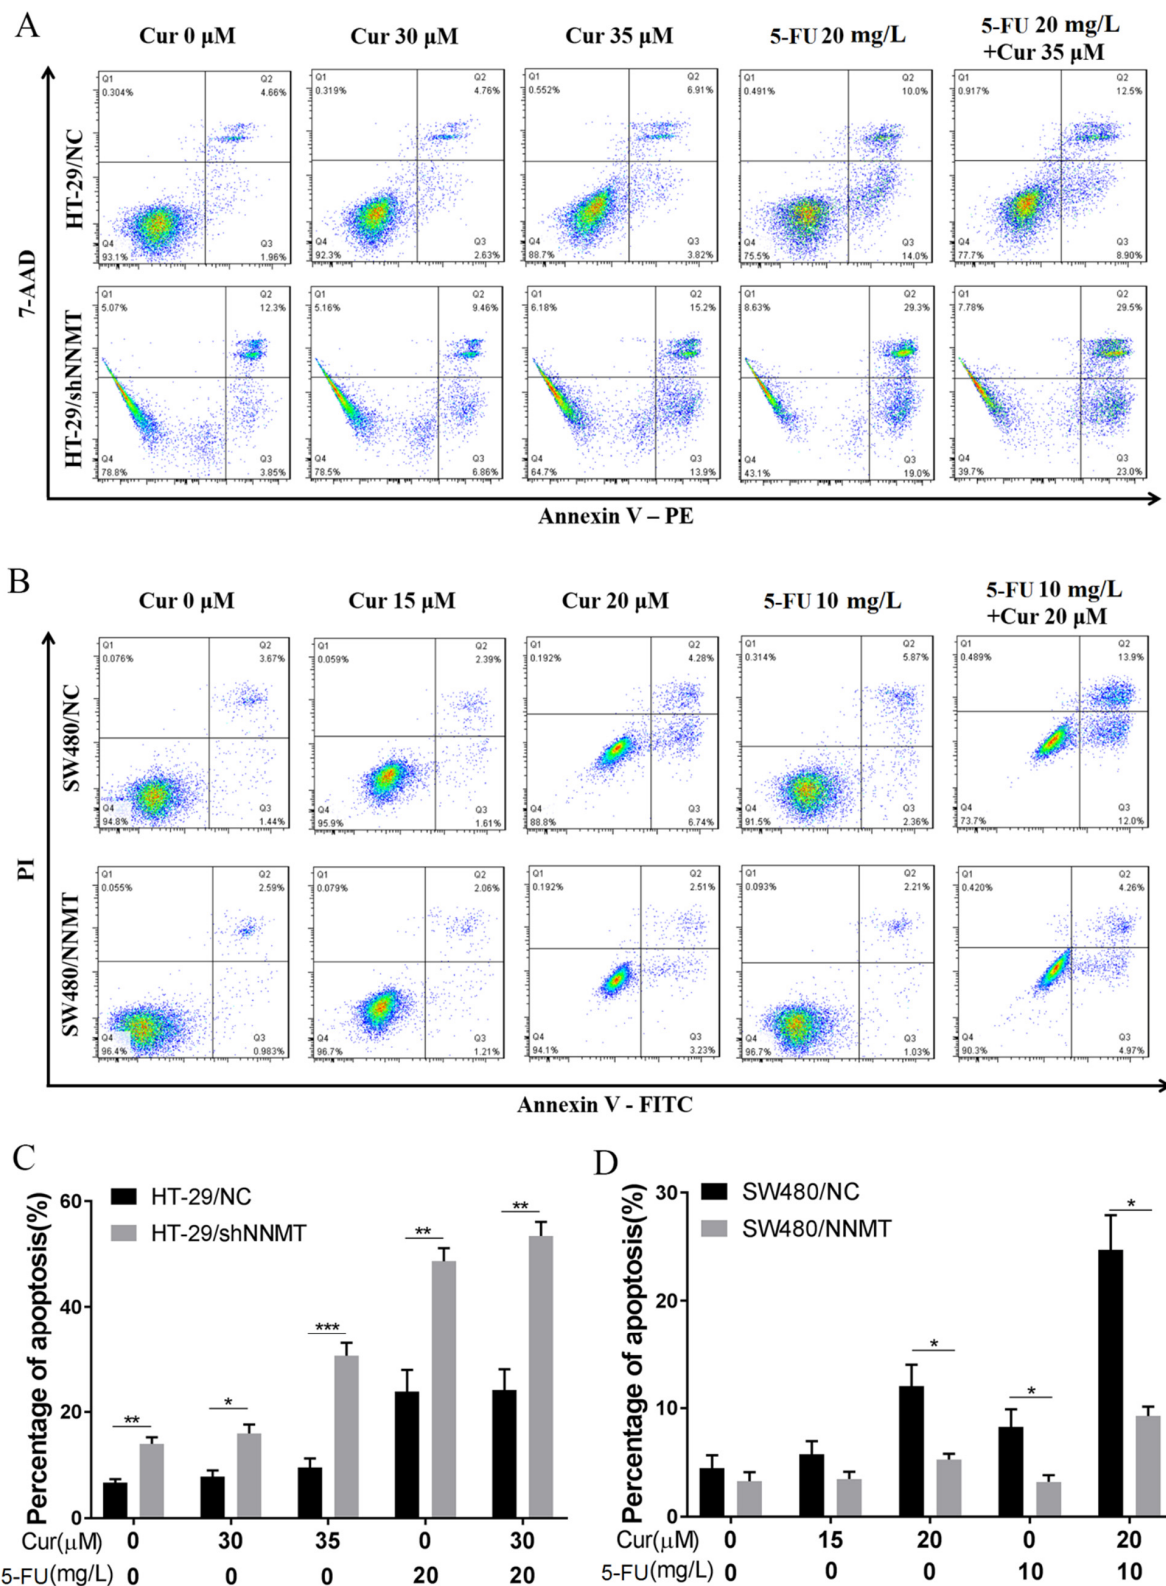 A
Cur 0 μM Cur 30 μM Cur 35 μM 5-FU 20 mg/L 5-FU 20 mg/L
+Cur 35 μM
7-AAD
HT-29/NC
Q1 Q2 Q1 Q2 Q1 Q2 Q1 Q2 Q1 Q2
0.304% 4.66% 0.319% 4.76% 0.552% 6.91% 0.491% 10.0% 0.917% 12.5%
Q4 Q3 Q4 Q3 Q4 Q3 Q4 Q3 Q4 Q3
93.1% 1.96% 92.3% 2.63% 88.7% 3.82% 75.5% 14.0% 77.7% 8.90%
HT-29/shNNMT
Q1 Q2 Q1 Q2 Q1 Q2 Q1 Q2 Q1 Q2
5.07% 12.3% 5.16% 9.46% 6.18% 15.2% 8.63% 29.3% 7.78% 29.5%
Q4 Q3 Q4 Q3 Q4 Q3 Q4 Q3 Q4 Q3
78.8% 3.85% 78.5% 6.86% 64.7% 13.9% 43.1% 19.0% 39.7% 23.0%
Annexin V – PE
B
Cur 0 μM Cur 15 μM Cur 20 μM 5-FU 10 mg/L 5-FU 10 mg/L
+Cur 20 μM
PI
SW480/NC
Q1 Q2 Q1 Q2 Q1 Q2 Q1 Q2 Q1 Q2
0.076% 3.67% 0.059% 2.39% 0.192% 4.28% 0.314% 5.87% 0.489% 13.9%
Q4 Q3 Q4 Q3 Q4 Q3 Q4 Q3 Q4 Q3
94.8% 1.44% 95.9% 1.61% 88.8% 6.74% 91.5% 2.36% 73.7% 12.0%
SW480/NNMT
Q1 Q2 Q1 Q2 Q1 Q2 Q1 Q2 Q1 Q2
0.055% 2.59% 0.079% 2.06% 0.192% 2.51% 0.093% 2.21% 0.420% 4.26%
Q4 Q3 Q4 Q3 Q4 Q3 Q4 Q3 Q4 Q3
96.4% 0.983% 96.7% 1.21% 94.1% 3.23% 96.7% 1.03% 90.3% 4.97%
Annexin V - FITC
C
Percentage of apoptosis(%)
HT-29/NC
HT-29/shNNMT
60
40
20
0
** * *** ** **
Cur(μM) 0 30 35 0 30
5-FU(mg/L) 0 0 0 20 20
D
Percentage of apoptosis(%)
SW480/NC
SW480/NNMT
30
20
10
0
* * *
Cur(μM) 0 15 20 0 20
5-FU(mg/L) 0 0 0 10 10